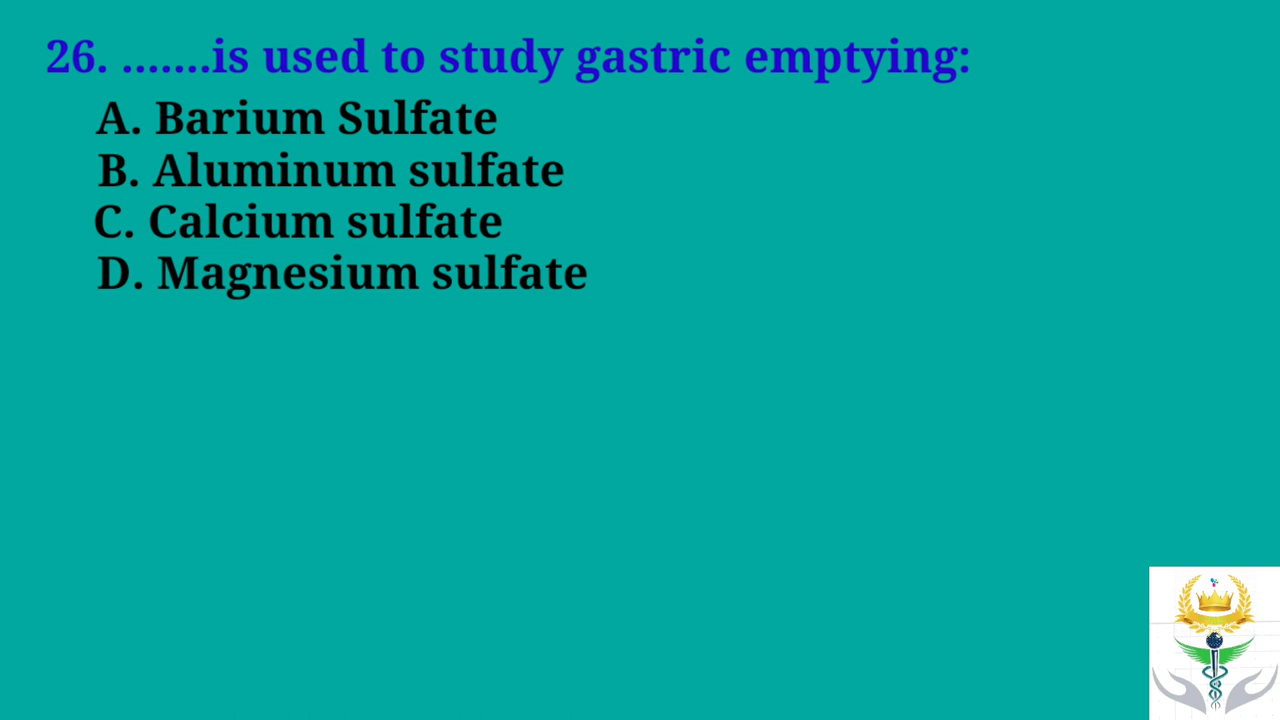 26. .......is used to study gastric emptying:
A. Barium Sulfate
B. Aluminum sulfate
C. Calcium sulfate
D. Magnesium sulfate